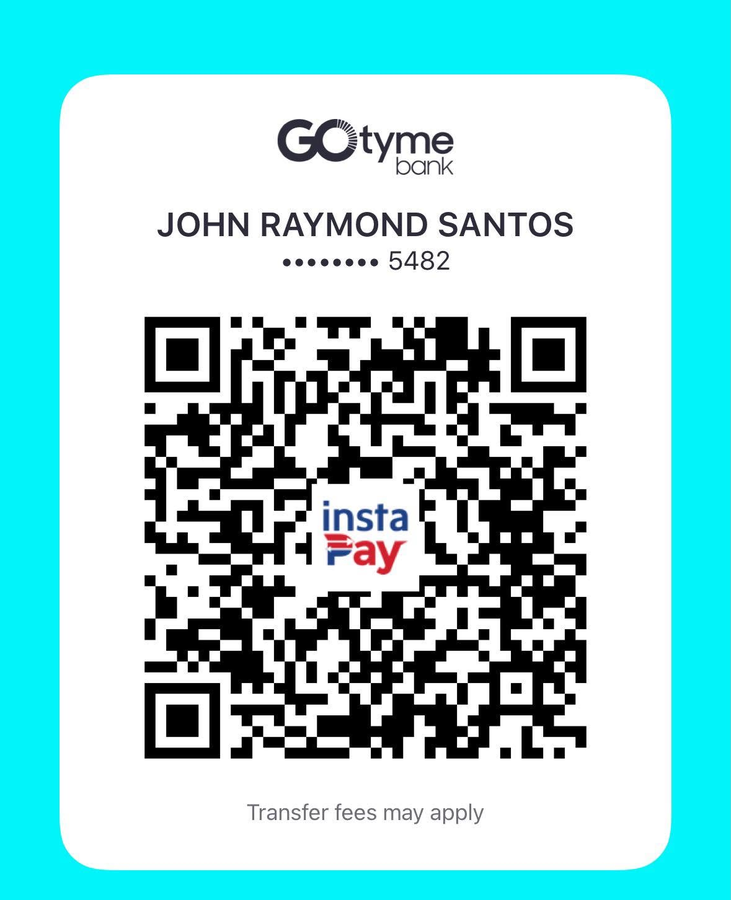 GOtyme
bank
JOHN RAYMOND SANTOS
•••••••• 5482
insta
Pay
Transfer fees may apply